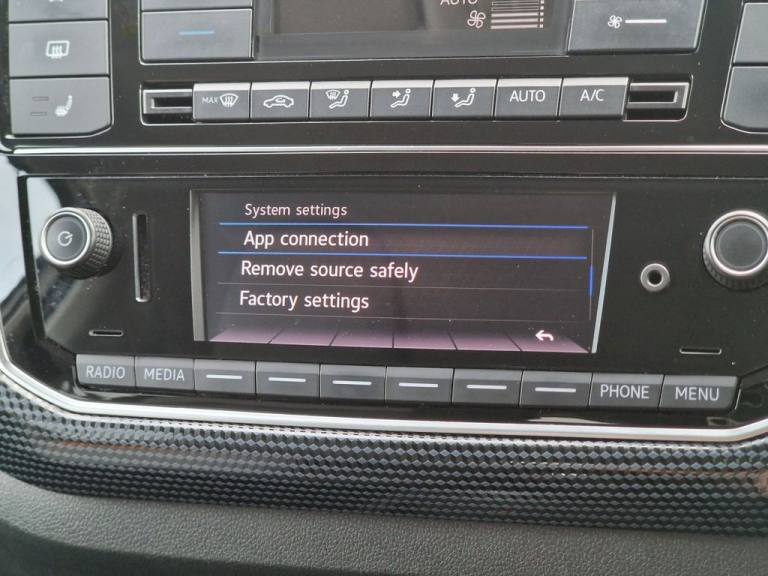 AUTO
MAX
AUTO
A/C
System settings
App connection
Remove source safely
Factory settings
RADIO
MEDIA
PHONE
MENU